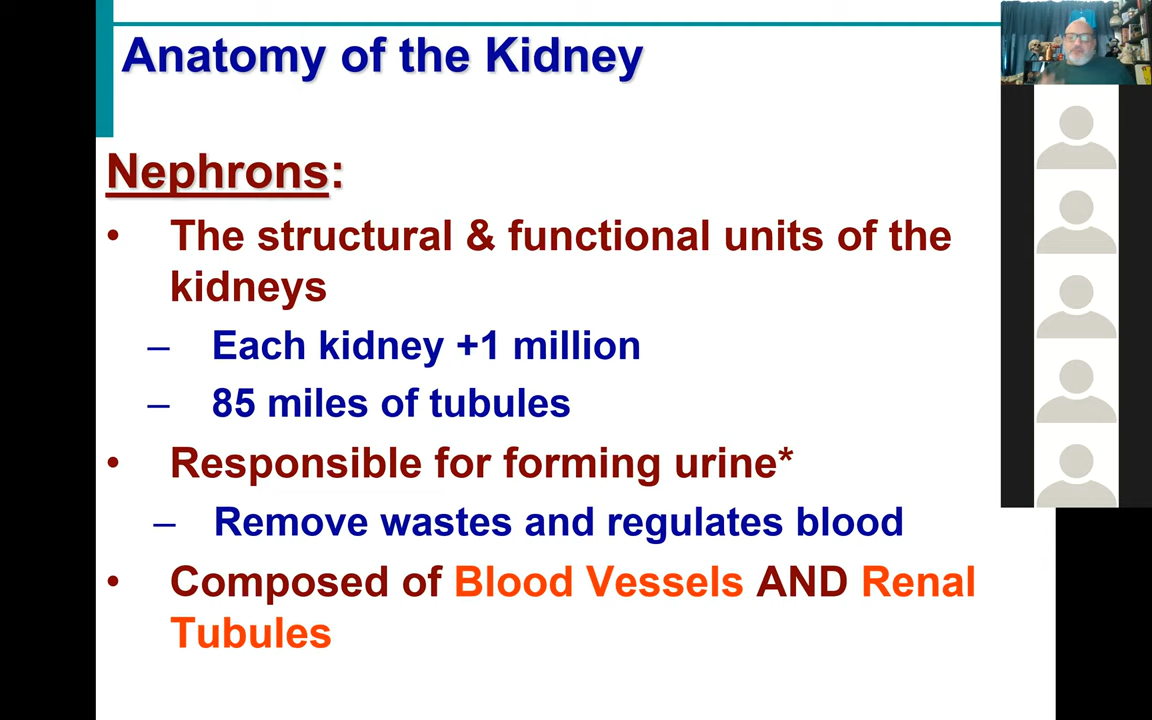 Anatomy of the Kidney
Nephrons:
• The structural & functional units of the
kidneys
– Each kidney +1 million
– 85 miles of tubules
• Responsible for forming urine*
– Remove wastes and regulates blood
• Composed of Blood Vessels AND Renal
Tubules